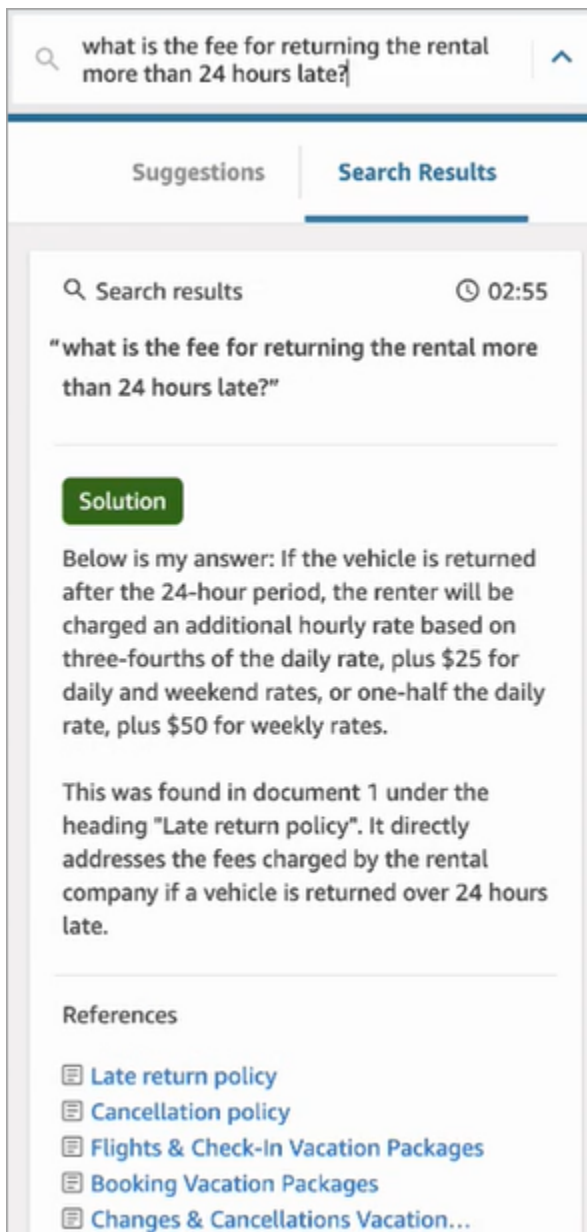 what is the fee for returning the rental
more than 24 hours late?
Suggestions
Search Results
Search results
02:55
"what is the fee for returning the rental more
than 24 hours late?"
Solution
Below is my answer: If the vehicle is returned
after the 24-hour period, the renter will be
charged an additional hourly rate based on
three-fourths of the daily rate, plus $25 for
daily and weekend rates, or one-half the daily
rate, plus $50 for weekly rates.
This was found in document 1 under the
heading "Late return policy". It directly
addresses the fees charged by the rental
company if a vehicle is returned over 24 hours
late.
References
Late return policy
Cancellation policy
Flights & Check-In Vacation Packages
Booking Vacation Packages
Changes & Cancellations Vacation...